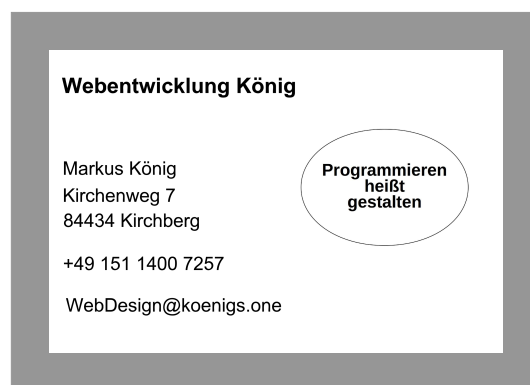 Webentwicklung König
Markus König
Kirchenweg 7
84434 Kirchberg
+49 151 1400 7257
WebDesign@koenigs.one
Programmieren
heißt
gestalten